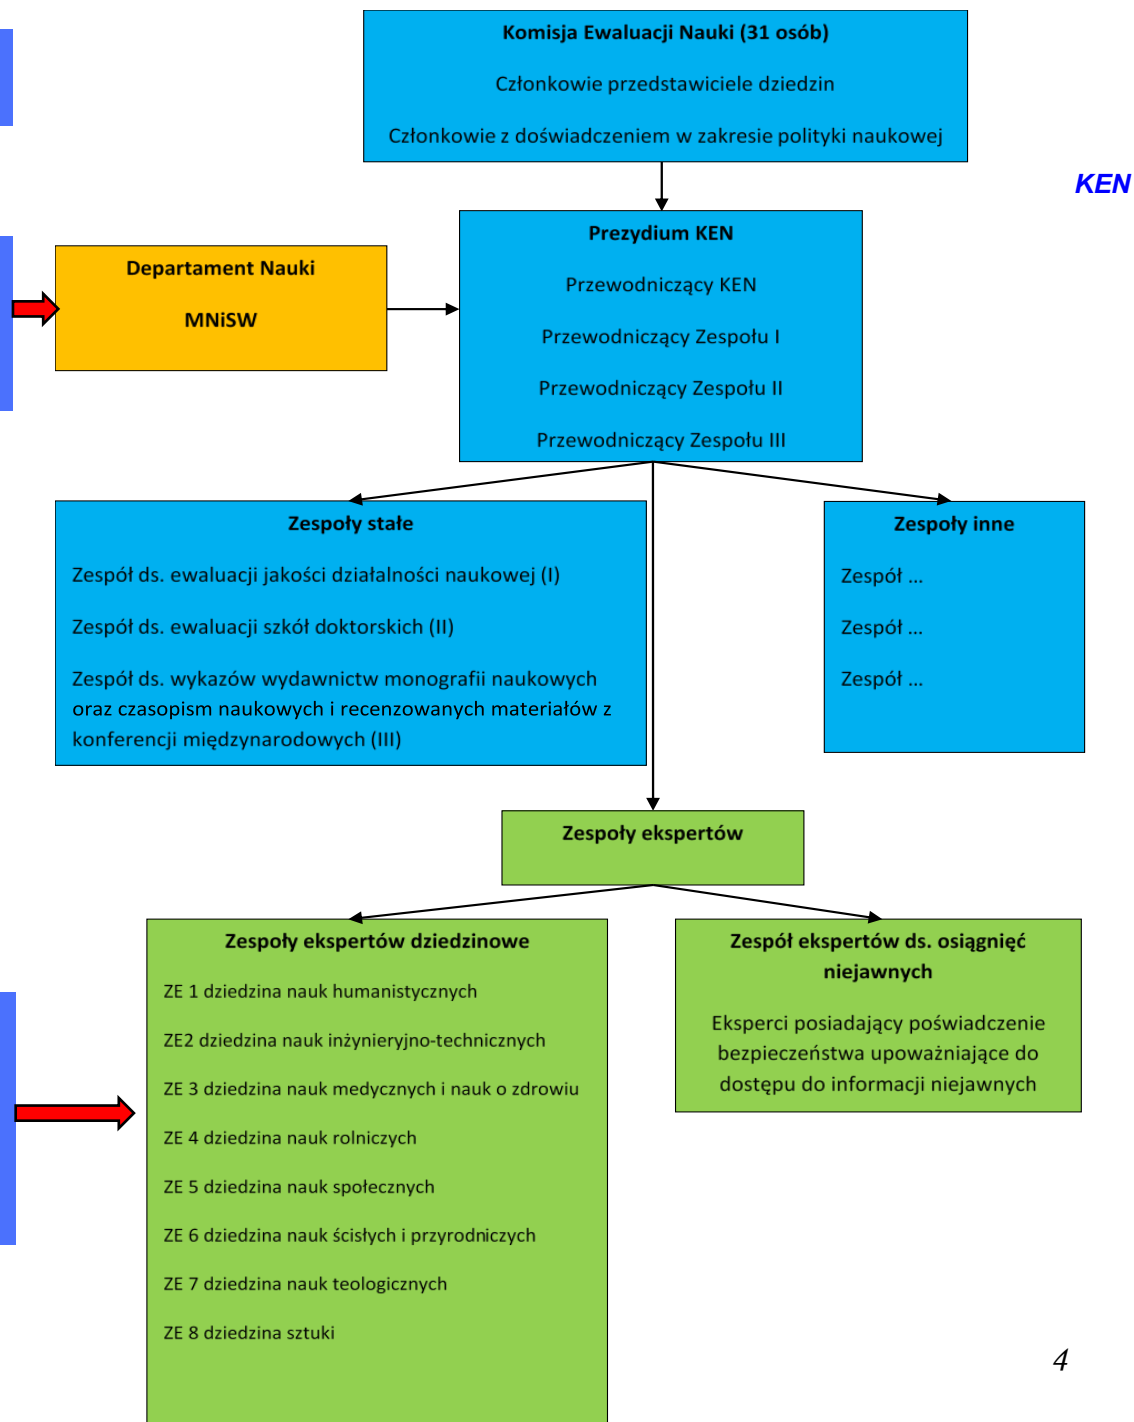 Komisja Ewaluacji Nauki (31 osób)
Członkowie przedstawiciele dziedzin
Członkowie z doświadczeniem w zakresie polityki naukowej
KEN
Departament Nauki
MNiSW
Prezydium KEN
Przewodniczący KEN
Przewodniczący Zespołu I
Przewodniczący Zespołu II
Przewodniczący Zespołu III
Zespoły stałe
Zespół ds. ewaluacji jakości działalności naukowej (I)
Zespół ds. ewaluacji szkół doktorskich (II)
Zespół ds. wykazów wydawnictw monografii naukowych
oraz czasopism naukowych i recenzowanych materiałów z
konferencji międzynarodowych (III)
Zespoły inne
Zespół ...
Zespół ...
Zespół ...
Zespoły ekspertów
Zespoły ekspertów dziedzinowe
ZE 1 dziedzina nauk humanistycznych
ZE2 dziedzina nauk inżynieryjno-technicznych
ZE 3 dziedzina nauk medycznych i nauk o zdrowiu
ZE 4 dziedzina nauk rolniczych
ZE 5 dziedzina nauk społecznych
ZE 6 dziedzina nauk ścisłych i przyrodniczych
ZE 7 dziedzina nauk teologicznych
ZE 8 dziedzina sztuki
Zespół ekspertów ds. osiągnięć
niejawnych
Eksperci posiadający poświadczenie
bezpieczeństwa upoważniające do
dostępu do informacji niejawnych
4